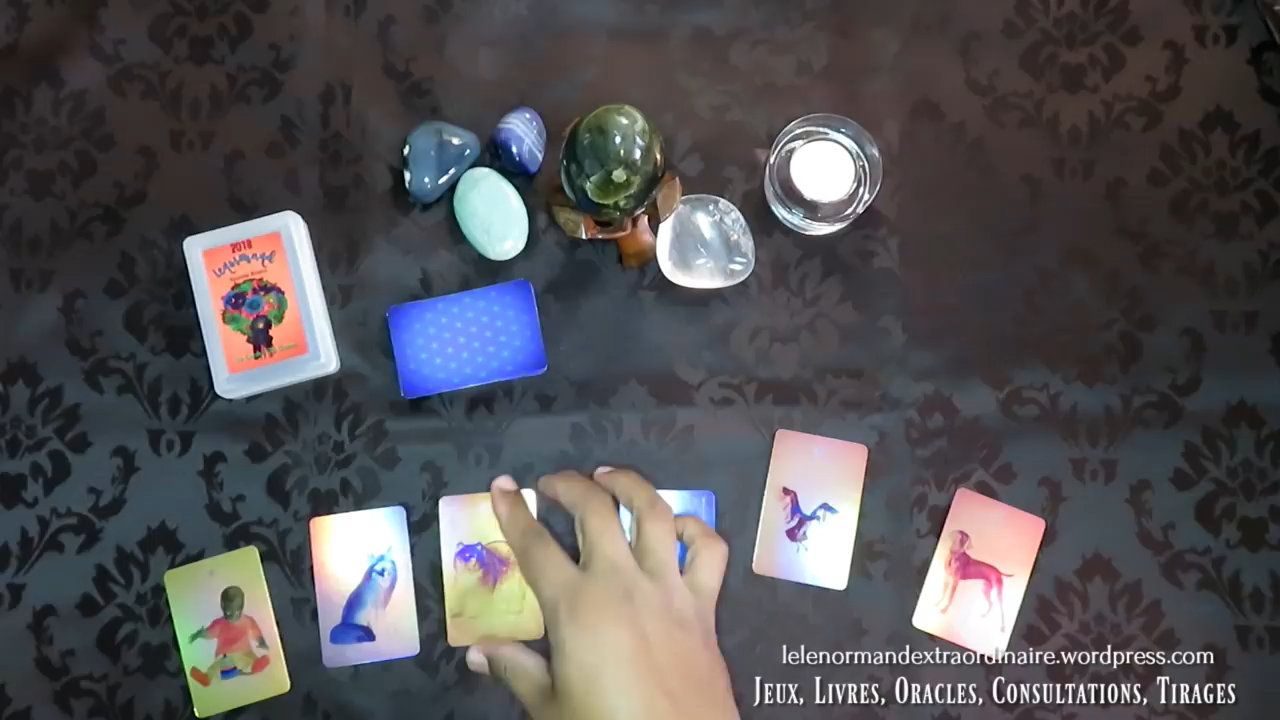 2018
lelenormandextraordinaire.wordpress.com
Jeux, Livres, Oracles, Consultations, Tirages